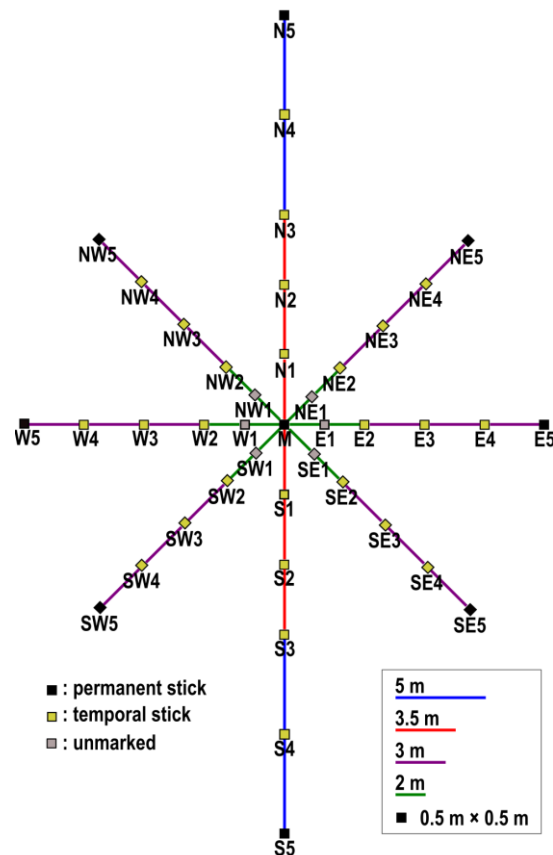 N5
N4
N3
NW5 NE5
NW4 NE4
N2
NW3 NE3
N1
NW2 NE2
NW1 NE1
W5 W4 W3 W2 W1 M E1 E2 E3 E4 E5
SW1 SE1
SW2 SE2
S1
SW3 SE3
SW4 S2 SE4
SW5 SE5
S3
: permanent stick
: temporal stick
: unmarked
S4
S5
5 m
3.5 m
3 m
2 m
0.5 m × 0.5 m